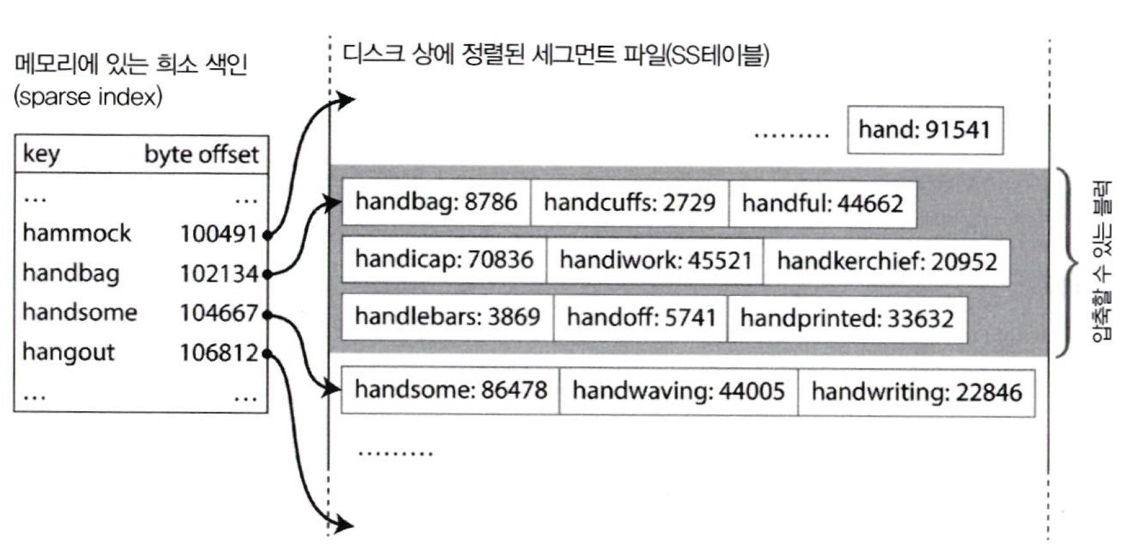 메모리에 있는 희소 색인
(sparse index)
디스크 상에 정렬된 세그먼트 파일(SS테이블)
key byte offset
... ...
hammock 100491
handbag 102134
handsome 104667
hangout 106812
... ...
......... hand: 91541
handbag: 8786 handcuffs: 2729 handful: 44662
handicap: 70836 handiwork: 45521 handkerchief: 20952
handlebars: 3869 handoff: 5741 handprinted: 33632
handsome: 86478 handwaving: 44005 handwriting: 22846
.........
압축할 수 있는 블럭